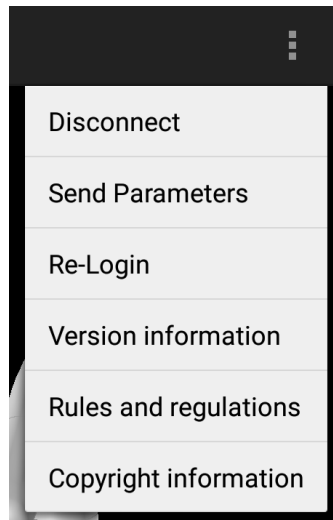 Disconnect
Send Parameters
Re-Login
Version information
Rules and regulations
Copyright information